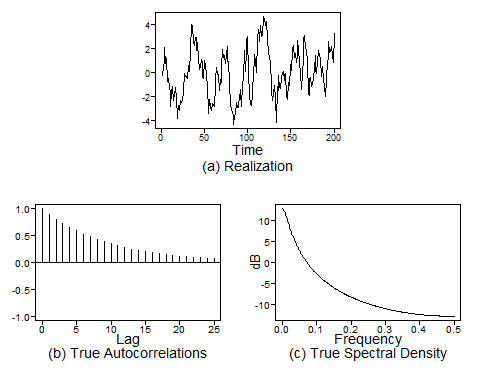 4
2
0
-2
-4
0 50 100 150 200
Time
(a) Realization
1.0
0.5
0.0
-0.5
-1.0
0 5 10 15 20 25
Lag
(b) True Autocorrelations
dB
10
5
0
-5
-10
0.0 0.1 0.2 0.3 0.4 0.5
Frequency
(c) True Spectral Density